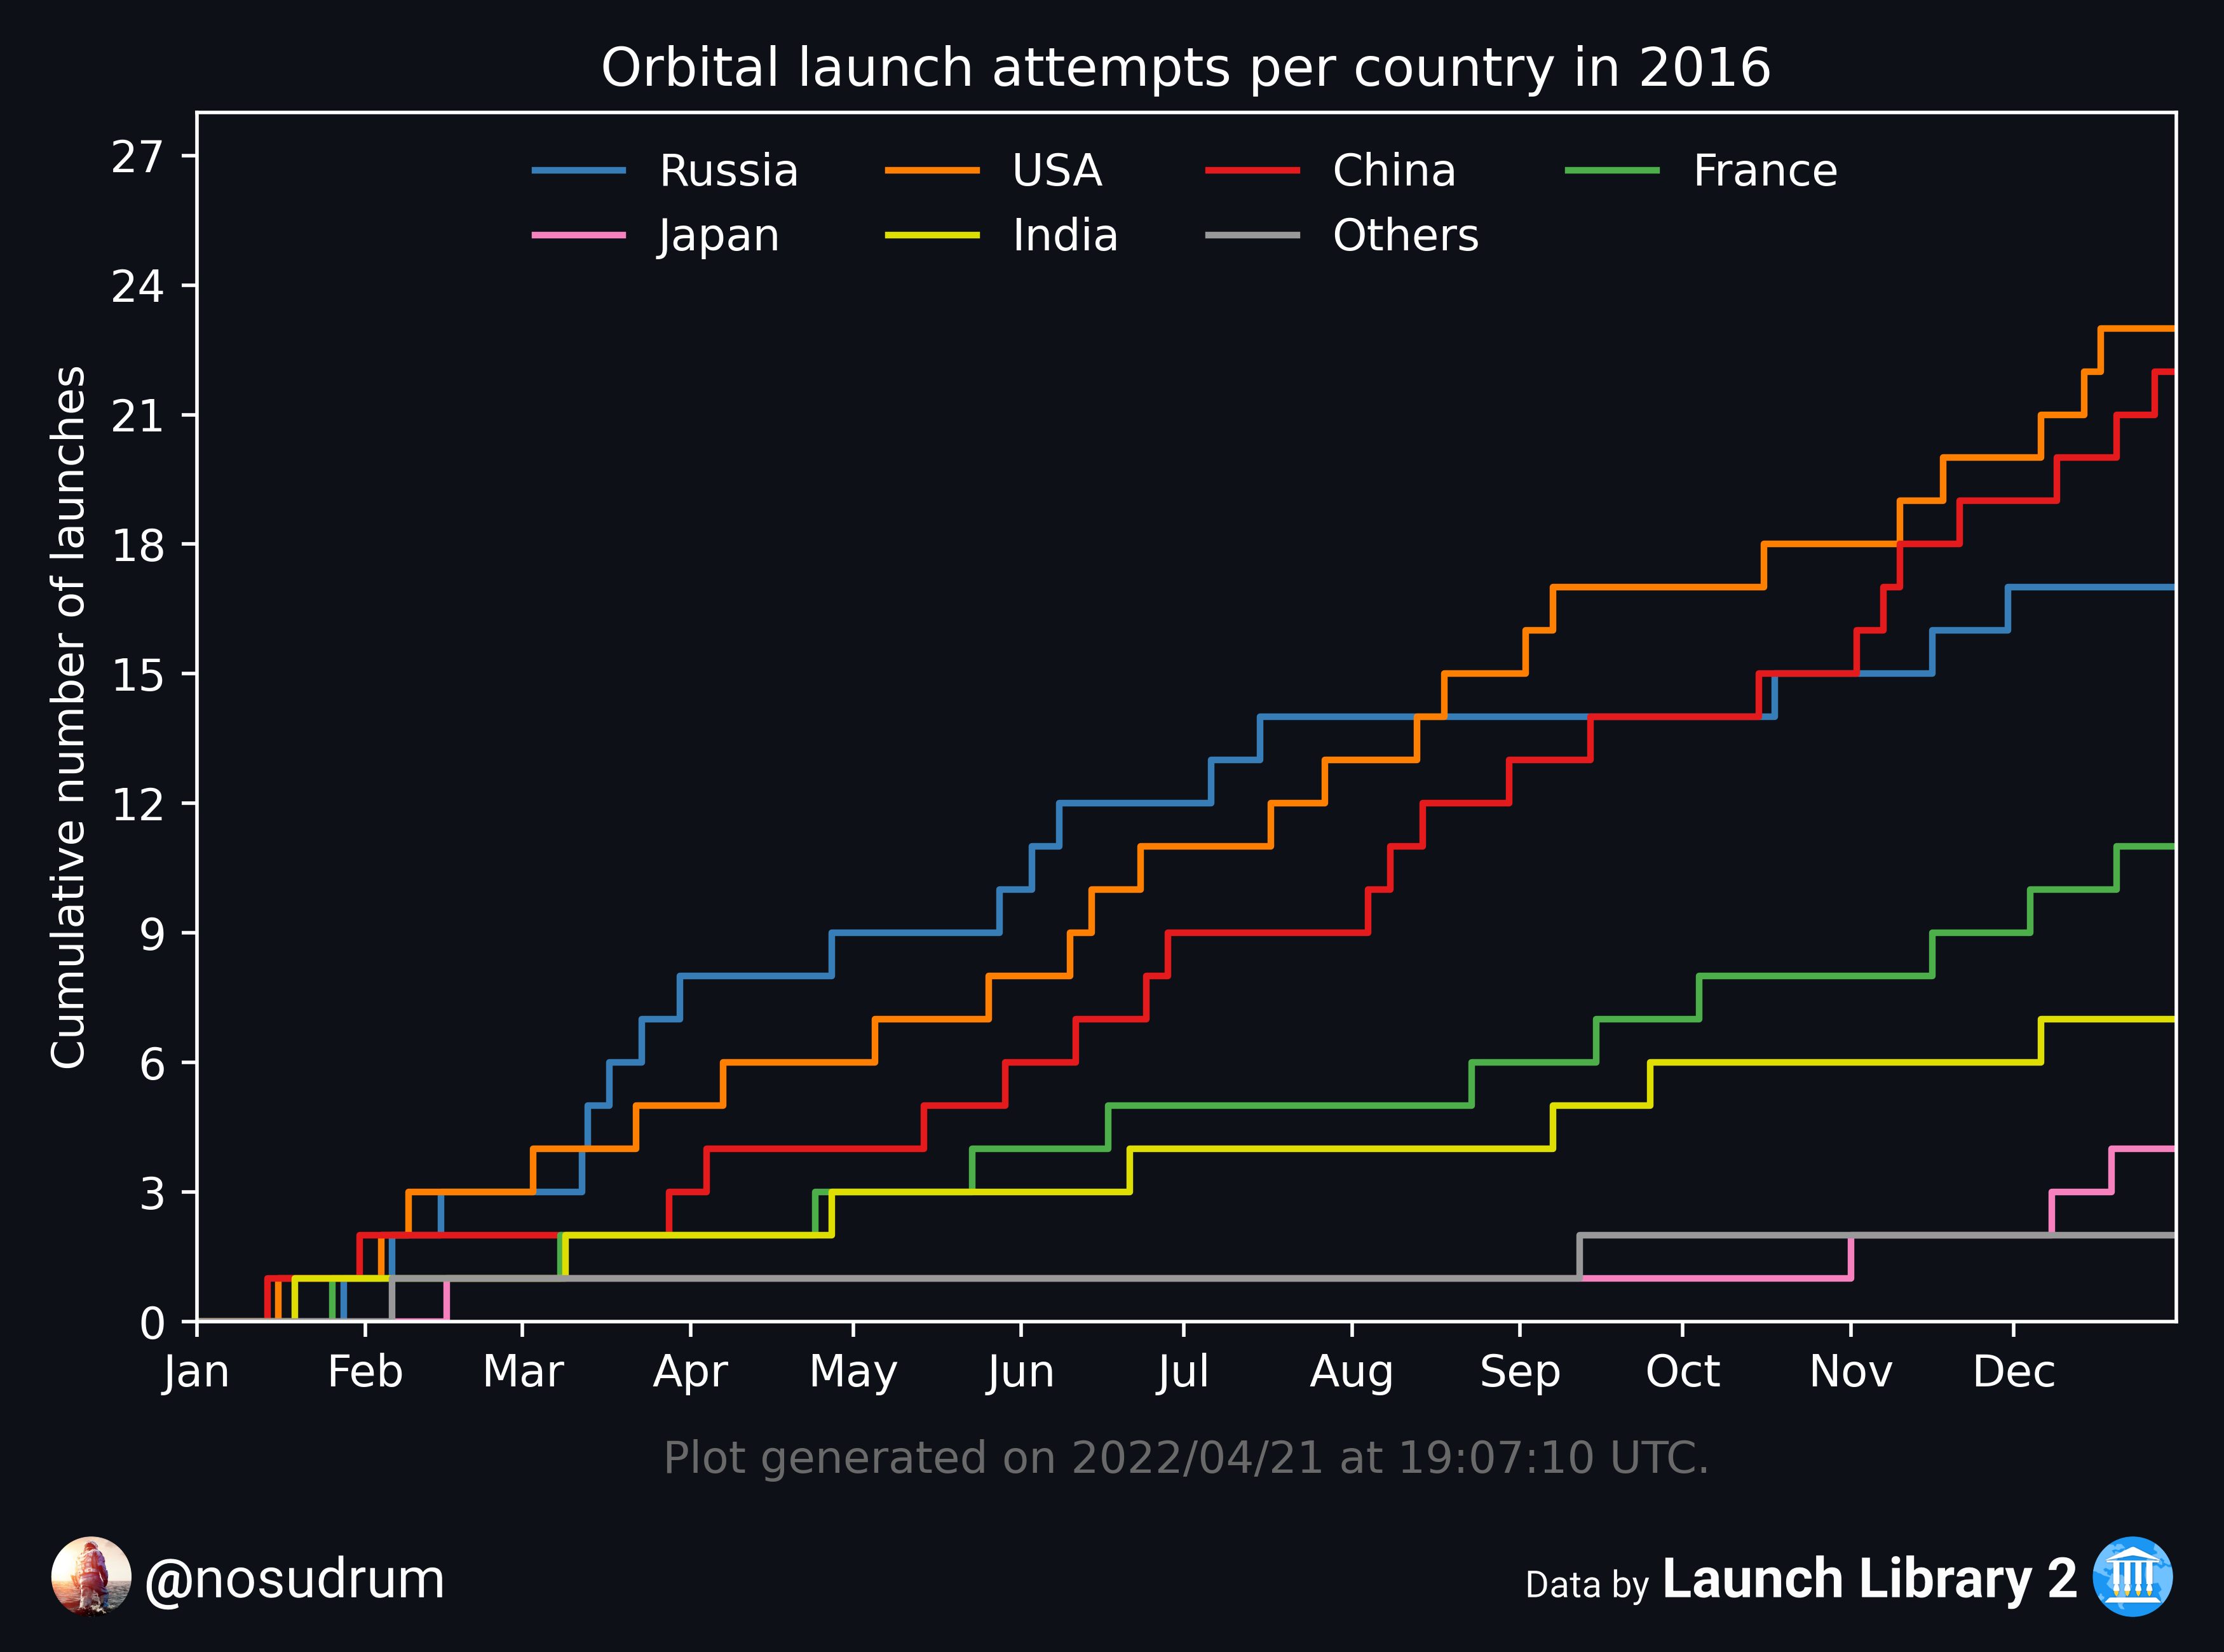 Orbital launch attempts per country in 2016
Cumulative number of launches
27
24
21
18
15
12
9
6
3
0
Russia USA China France
Japan India Others
Jan Feb Mar Apr May Jun Jul Aug Sep Oct Nov Dec
Plot generated on 2022/04/21 at 19:07:10 UTC.
@nosudrum
Data by Launch Library 2